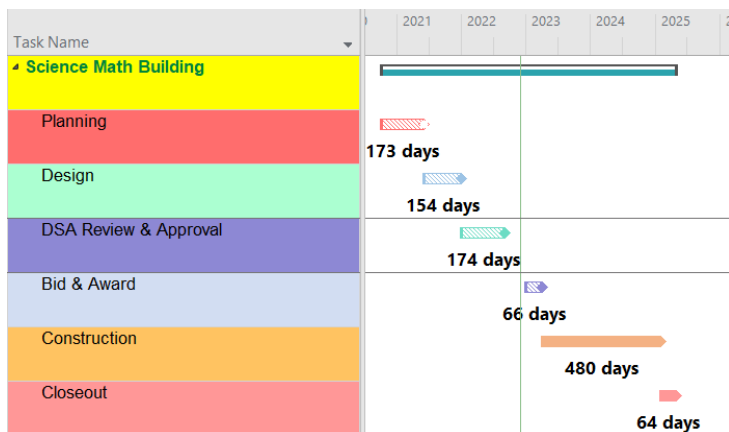 2021 2022 2023 2024 2025
Task Name
Science Math Building
Planning
173 days
Design
154 days
DSA Review & Approval
174 days
Bid & Award
66 days
Construction
480 days
Closeout
64 days